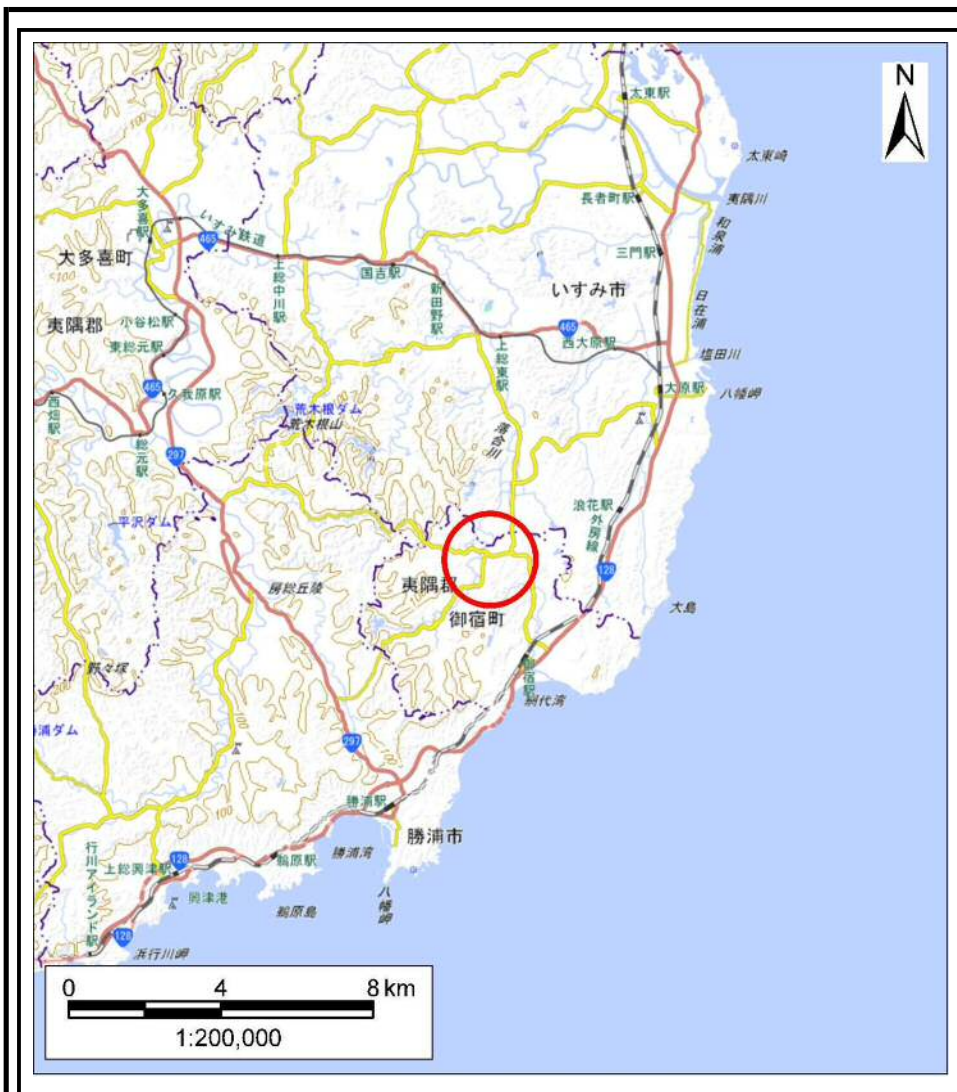 N
太東駅
太東崎
長者町駅
夷隅川
和泉浦
大多喜駅
いすみ鉄道
465
三門駅
大多喜町
上総中川駅
国吉駅
新田野駅
いすみ市
日在浦
夷隅郡
小谷松駅
465
西大原駅
塩田川
東総元駅
上総東駅
大原駅
八幡岬
465
久我原駅
西畑駅
荒木根ダム
荒木根山
総元駅
落合川
297
平沢ダム
浪花駅
外房線
128
房総丘陵
夷隅郡
御宿町
大島
野々塚
御宿駅
網代湾
浦ダム
297
100
勝浦駅
勝浦市
行川アイランド駅
上総興津駅
128
鵜原駅
勝浦湾
興津港
鵜原島
八幡岬
128
浜行川岬
0 4 8 km
1:200,000